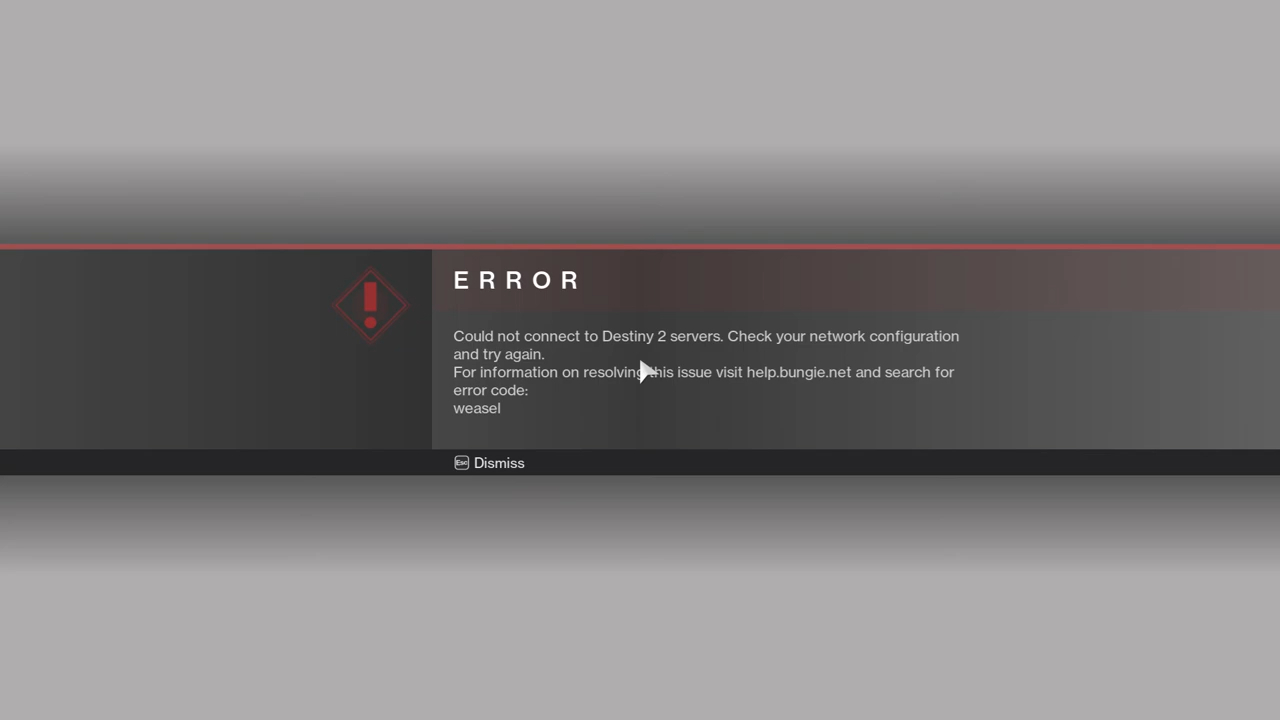 ERROR
Could not connect to Destiny 2 servers. Check your network configuration
and try again.
For information on resolving this issue visit help.bungie.net and search for
error code:
weasel
Esc Dismiss